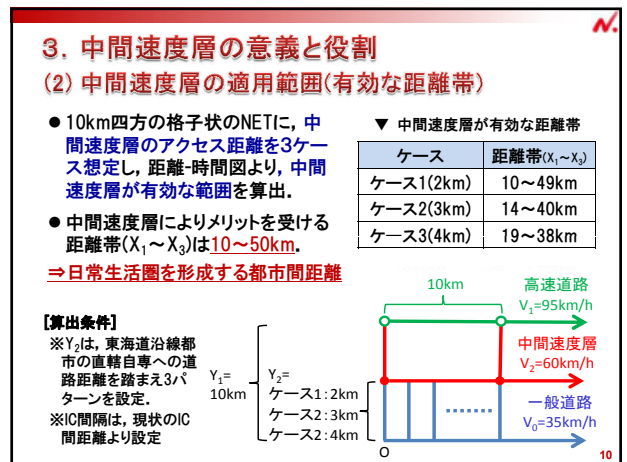 N.
3．中間速度層の意義と役割
(2) 中間速度層の適用範囲(有効な距離帯)
● 10km四方の格子状のNETに，中
間速度層のアクセス距離を3ケー
ス想定し，距離-時間図より，中間
速度層が有効な範囲を算出．
● 中間速度層によりメリットを受ける
距離帯(X₁～X₃)は10～50km．
⇒日常生活圏を形成する都市間距離
▼ 中間速度層が有効な距離帯
ケース 距離帯(X₁～X₃)
ケース1(2km) 10～49km
ケース2(3km) 14～40km
ケース3(4km) 19～38km
[算出条件]
※Y₂は，東海道沿線都
市の直轄自専への道
路距離を踏まえ3パ
ターンを設定．
※IC間隔は，現状のIC
間距離より設定
Y₁=
10km
Y₂=
ケース1：2km
ケース2：3km
ケース2：4km
10km
高速道路
V₁=95km/h
中間速度層
V₂=60km/h
一般道路
V₀=35km/h
O
10